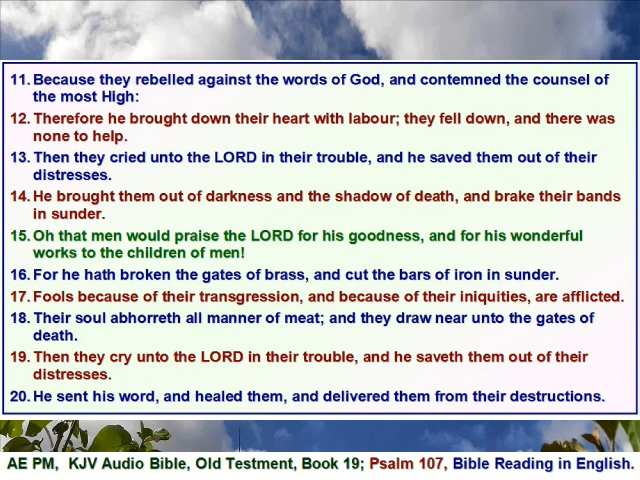 11. Because they rebelled against the words of God, and contemned the counsel of
the most High:
12. Therefore he brought down their heart with labour; they fell down, and there was
none to help.
13. Then they cried unto the LORD in their trouble, and he saved them out of their
distresses.
14. He brought them out of darkness and the shadow of death, and brake their bands
in sunder.
15. Oh that men would praise the LORD for his goodness, and for his wonderful
works to the children of men!
16. For he hath broken the gates of brass, and cut the bars of iron in sunder.
17. Fools because of their transgression, and because of their iniquities, are afflicted.
18. Their soul abhorreth all manner of meat; and they draw near unto the gates of
death.
19. Then they cry unto the LORD in their trouble, and he saveth them out of their
distresses.
20. He sent his word, and healed them, and delivered them from their destructions.
AE PM, KJV Audio Bible, Old Testment, Book 19; Psalm 107, Bible Reading in English.